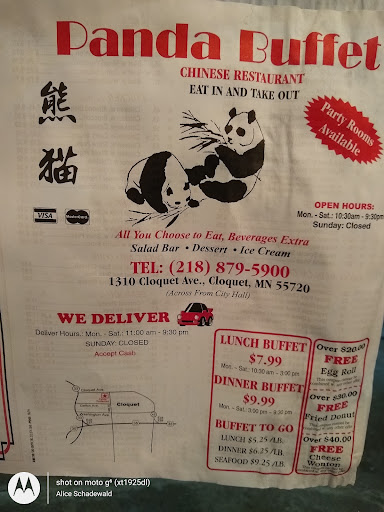 Panda Buffet
CHINESE RESTAURANT
EAT IN AND TAKE OUT
熊
猫
Party Rooms
Available
OPEN HOURS:
Mon. - Sat.: 10:30am - 9:30pm
Sunday: Closed
VISA MasterCard
All You Choose to Eat, Beverages Extra
Salad Bar • Dessert • Ice Cream
TEL: (218) 879-5900
1310 Cloquet Ave., Cloquet, MN 55720
(Across From City Hall)
WE DELIVER
Deliver Hours.: Mon. - Sat.: 11:00 am - 9:30 pm
SUNDAY: CLOSED
Accept Cash
LUNCH BUFFET
$7.99
Mon. - Sat.: 10:30 am - 3:00 pm
DINNER BUFFET
$9.99
Mon. - Sat.: 3:00 pm - 9:30 pm
BUFFET TO GO
LUNCH $5.25 /LB.
DINNER $6.25 /LB.
SEAFOOD $9.25 /LB.
Over $20.00
FREE
Egg Roll
Over $30.00
FREE
Fried Donut
Over $40.00
FREE
Cheese
Wonton
Cloquet
shot on moto g⁶ (xt1925dl)
Alice Schadewald